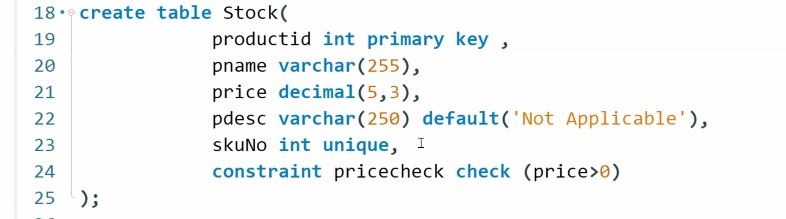 18 create table Stock(
19 productid int primary key ,
20 pname varchar(255),
21 price decimal(5,3),
22 pdesc varchar(250) default('Not Applicable'),
23 skuNo int unique,
24 constraint pricecheck check (price>0)
25 );